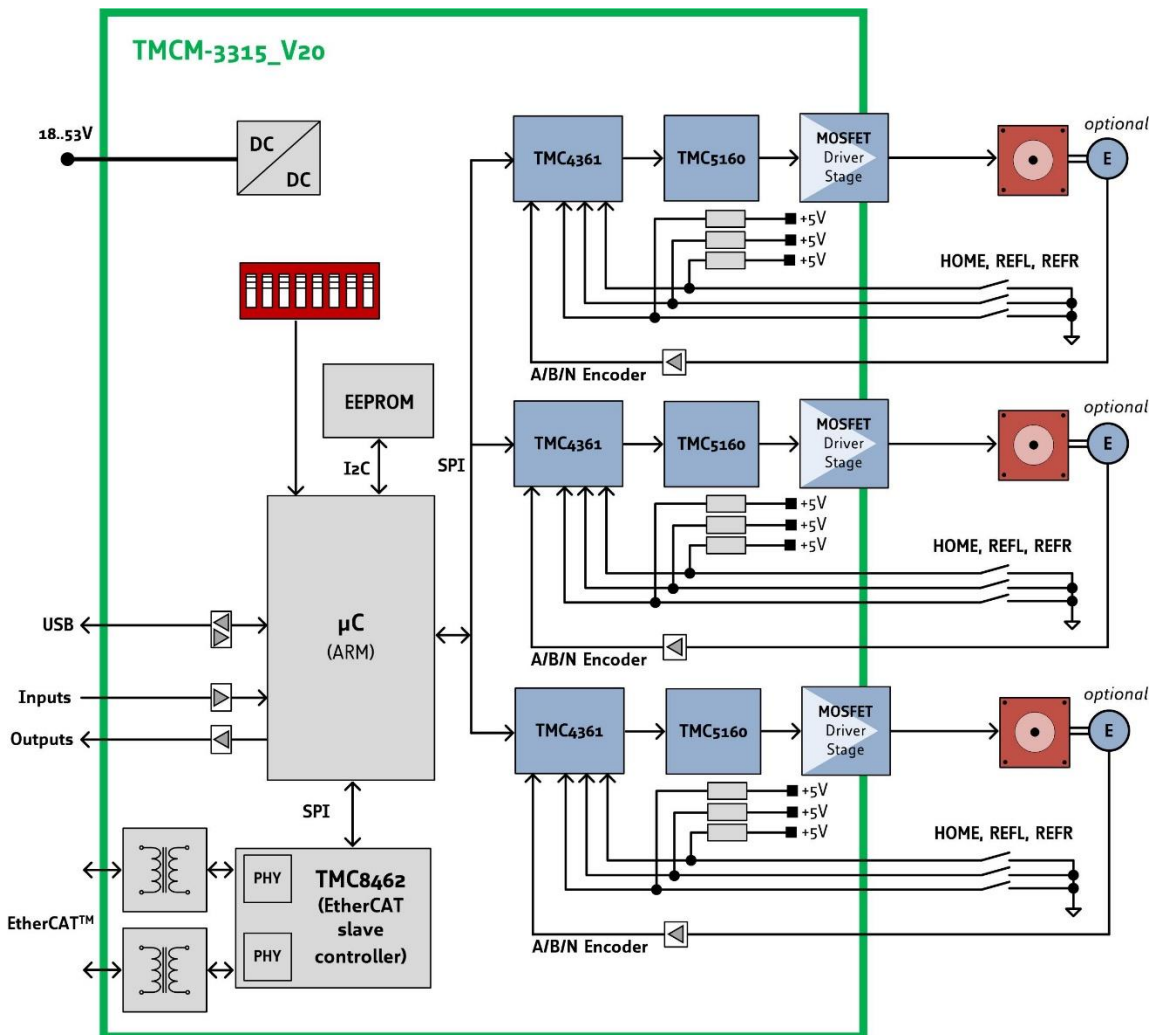 TMCM-3315_V20
18..53V
DC
DC
EEPROM
I2C
SPI
µC
(ARM)
USB
Inputs
Outputs
SPI
PHY
PHY
TMC8462
(EtherCAT
slave
controller)
EtherCAT™
TMC4361
TMC5160
MOSFET
Driver
Stage
optional
E
+5V
+5V
+5V
HOME, REFL, REFR
A/B/N Encoder
TMC4361
TMC5160
MOSFET
Driver
Stage
optional
E
+5V
+5V
+5V
HOME, REFL, REFR
A/B/N Encoder
TMC4361
TMC5160
MOSFET
Driver
Stage
optional
E
+5V
+5V
+5V
HOME, REFL, REFR
A/B/N Encoder